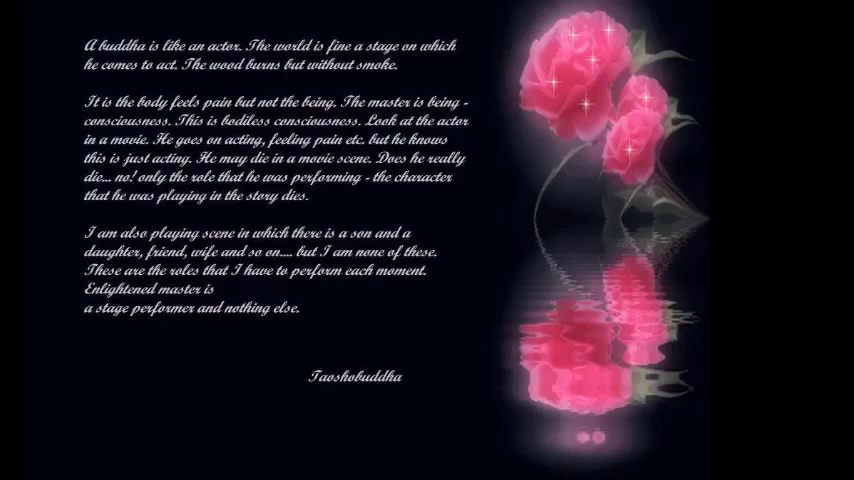 A buddha is like an actor. The world is fine a stage on which
he comes to act. The wood burns but without smoke.
It is the body feels pain but not the being. The master is being -
consciousness. This is bodiless consciousness. Look at the actor
in a movie. He goes on acting, feeling pain etc. but he knows
this is just acting. He may die in a movie scene. Does he really
die... no! only the role that he was performing - the character
that he was playing in the story dies.
I am also playing scene in which there is a son and a
daughter, friend, wife and so on.... but I am none of these.
These are the roles that I have to perform each moment.
Enlightened master is
a stage performer and nothing else.
Taoshobuddha